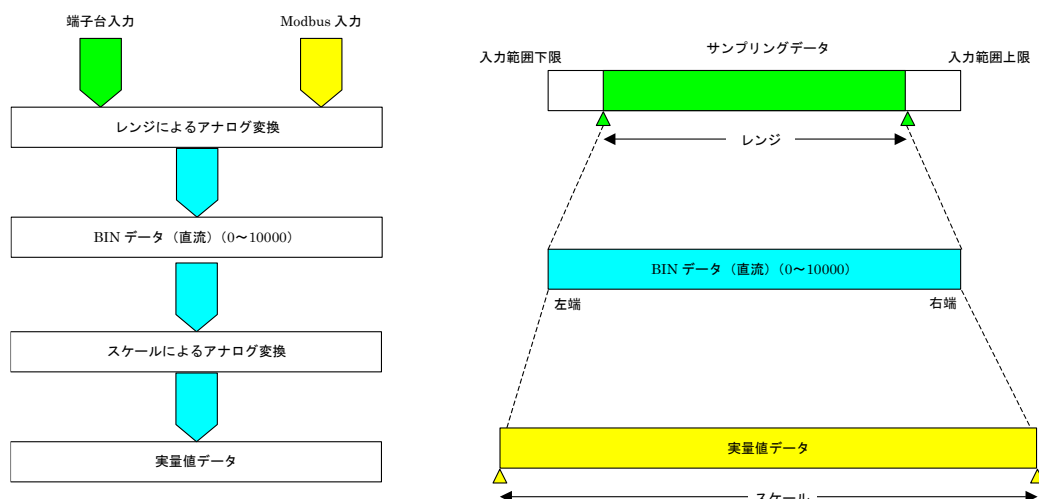 端子台入力
Modbus 入力
レンジによるアナログ変換
BIN データ（直流）（0～10000）
スケールによるアナログ変換
実量値データ
サンプリングデータ
入力範囲下限
入力範囲上限
レンジ
BIN データ（直流）（0～10000）
左端
右端
実量値データ
スケール